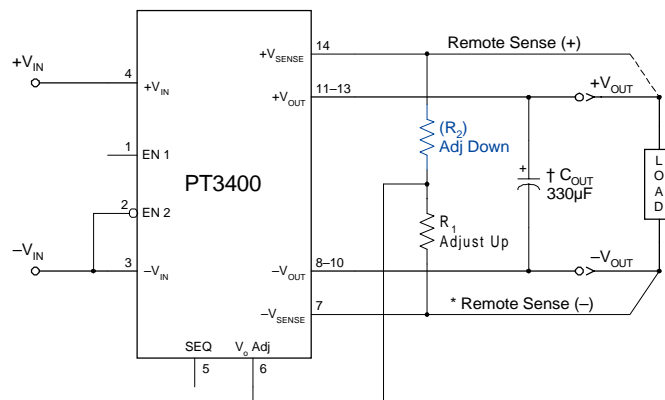 14
+V_SENSE
Remote Sense (+)
+V_IN
4
+V_IN
11–13
+V_OUT
+V_OUT
(R_2)
Adj Down
1
EN 1
PT3400
+
† C_OUT
330µF
LOAD
2
EN 2
R_1
Adjust Up
–V_IN
3
–V_IN
8–10
–V_OUT
–V_OUT
7
–V_SENSE
* Remote Sense (–)
SEQ
V_o Adj
5
6